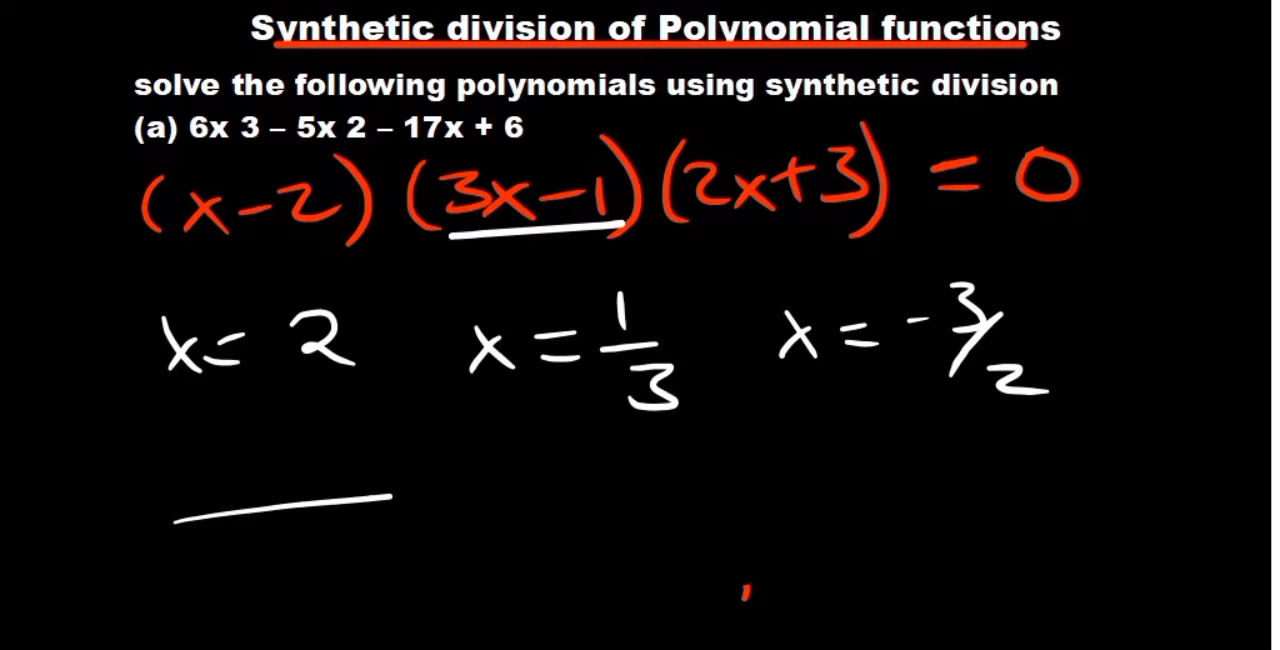 Synthetic division of Polynomial functions
solve the following polynomials using synthetic division
(a) 6x 3 – 5x 2 – 17x + 6
(x-2) (3x-1) (2x+3) = 0
x= 2 x = 1/3 x = -3/2